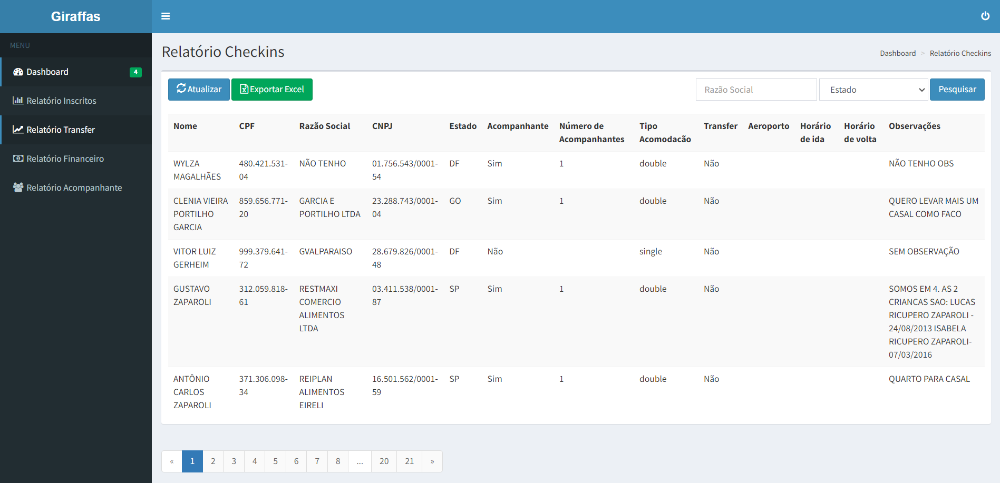 Giraffas
MENU
Dashboard 4
Relatório Inscritos
Relatório Transfer
Relatório Financeiro
Relatório Acompanhante
Relatório Checkins
Dashboard > Relatório Checkins
Atualizar Exportar Excel Razão Social Estado Pesquisar
Nome CPF Razão Social CNPJ Estado Acompanhante Número de Tipo Transfer Aeroporto Horário Horário Observações
Acompanhantes Acomodacão de ida de volta
WYLZA 480.421.531- NÃO TENHO 01.756.543/0001- DF Sim 1 double Não NÃO TENHO OBS
MAGALHÃES 04 54
CLENIA VIEIRA 859.656.771- GARCIA E 23.288.743/0001- GO Sim 1 double Não QUERO LEVAR MAIS UM
PORTILHO 20 PORTILHO LTDA 04 CASAL COMO FACO
GARCIA
VITOR LUIZ 999.379.641- GVALPARAISO 28.679.826/0001- DF Não single Não SEM OBSERVAÇÃO
GERHEIM 72 48
GUSTAVO 312.059.818- RESTMAXI 03.411.538/0001- SP Sim 1 double Não SOMOS EM 4. AS 2
ZAPAROLI 61 COMERCIO 87 CRIANCAS SAO: LUCAS
ALIMENTOS RICUPERO ZAPAROLI -
LTDA 24/08/2013 ISABELA
RICUPERO ZAPAROLI-
07/03/2016
ANTÔNIO 371.306.098- REIPLAN 16.501.562/0001- SP Sim 1 double Não QUARTO PARA CASAL
CARLOS 34 ALIMENTOS 59
ZAPAROLI EIRELI
« 1 2 3 4 5 6 7 8 ... 20 21 »